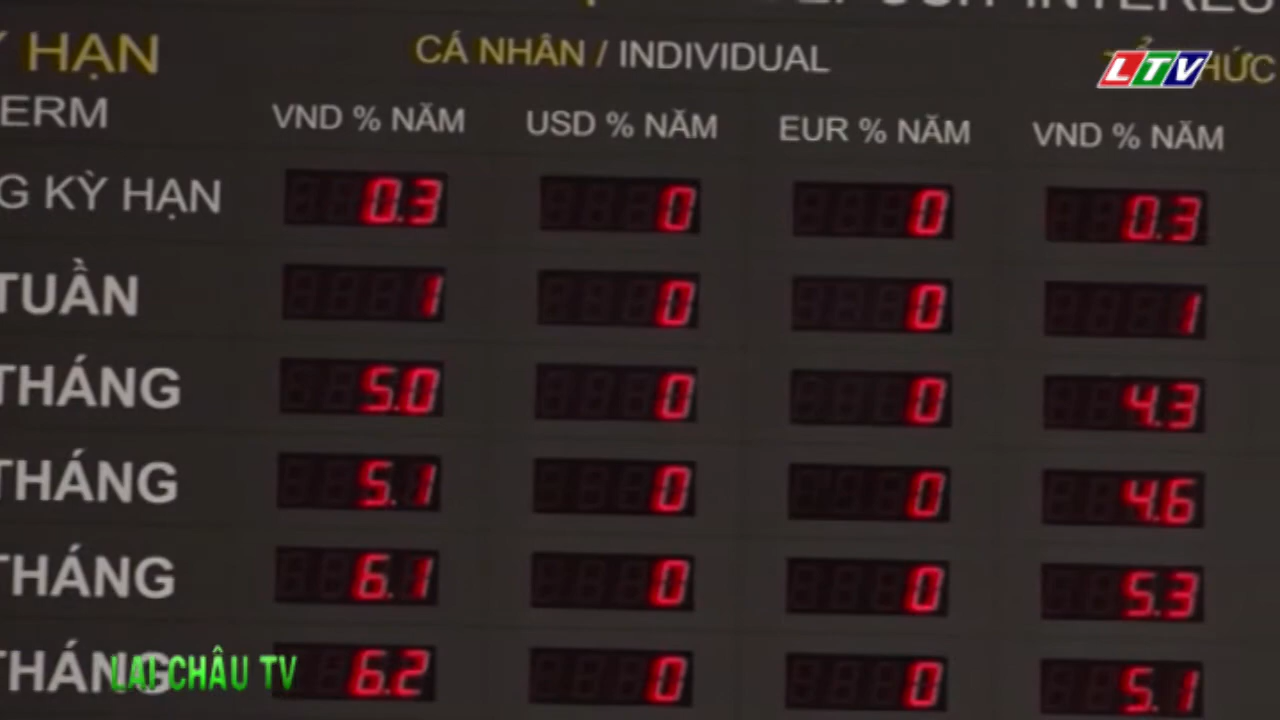 INTERES
Y HẠN CÁ NHÂN / INDIVIDUAL HỨC
LTV
ERM VND % NĂM USD % NĂM EUR % NĂM VND % NĂM
G KỲ HẠN 0.3 0 0 0.3
TUẦN 1 0 0 1
THÁNG 5.0 0 0 4.3
THÁNG 5.1 0 0 4.6
THÁNG 6.1 0 0 5.3
THÁNG 6.2 0 0 5.1
LAI CHÂU TV